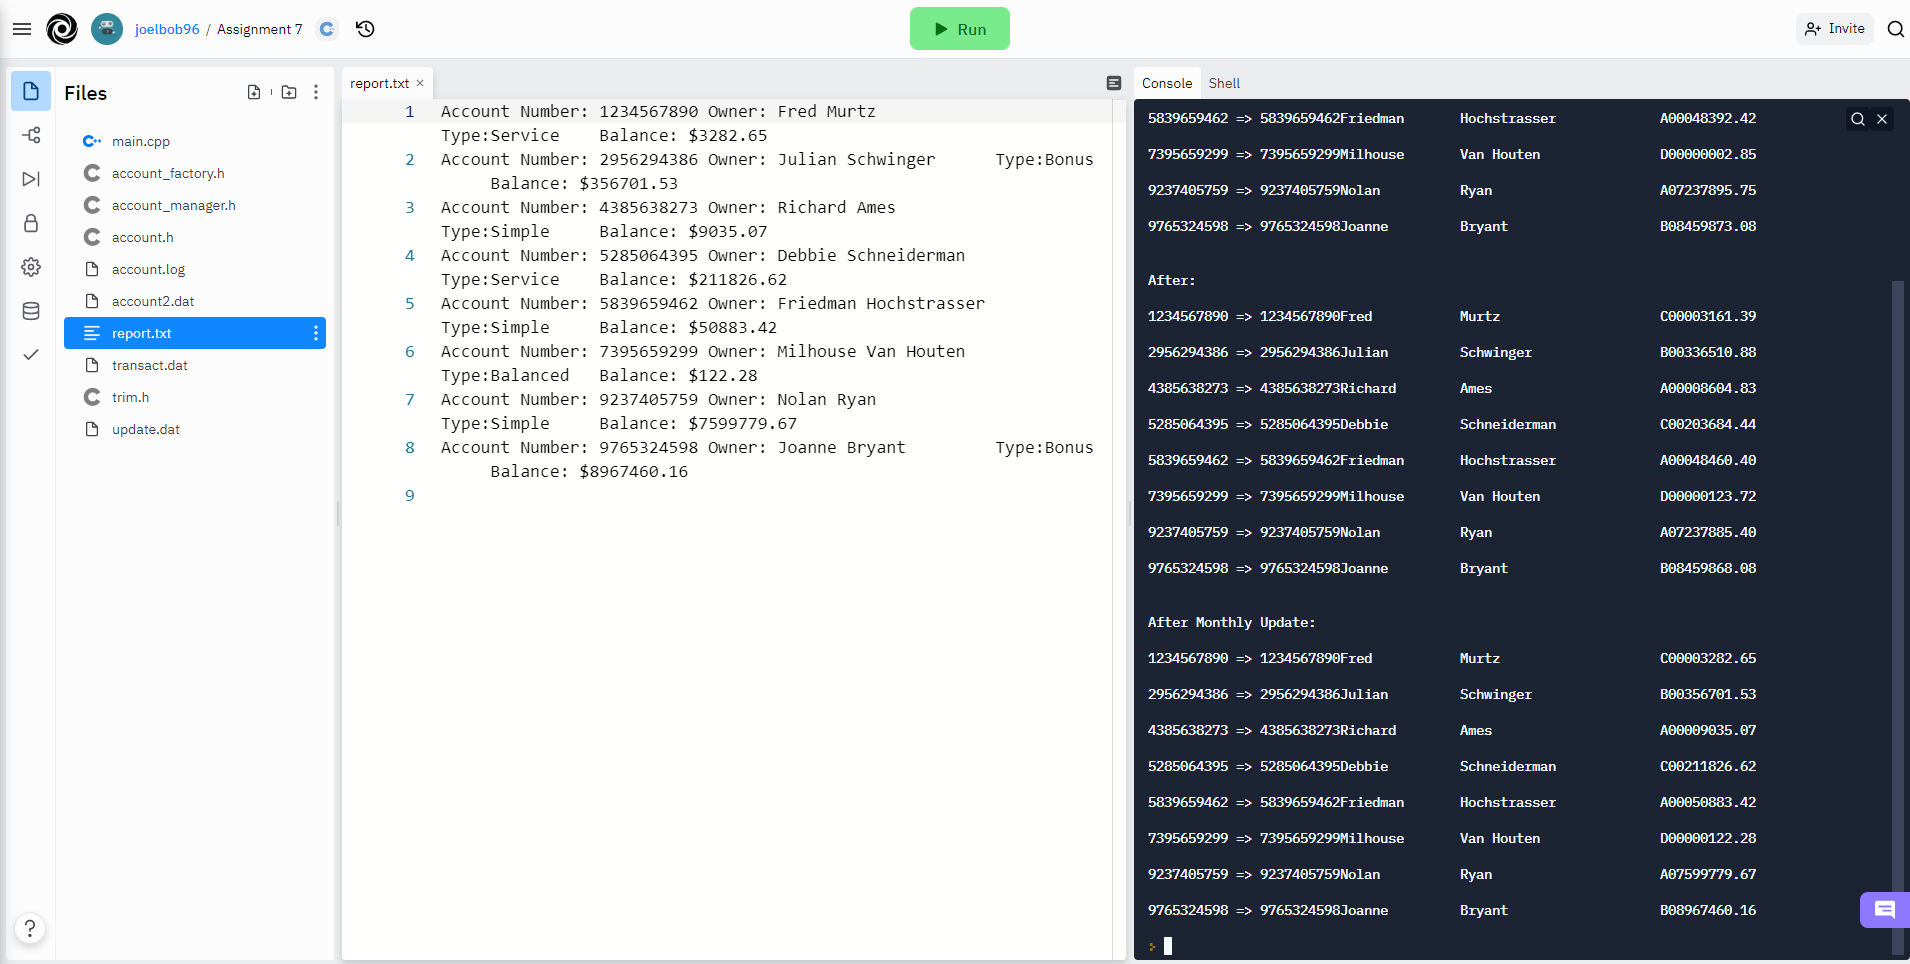 joelbob96 / Assignment 7
Run
Invite
Files
main.cpp
account_factory.h
account_manager.h
account.h
account.log
account2.dat
report.txt
transact.dat
trim.h
update.dat
?
report.txt ×
1 Account Number: 1234567890 Owner: Fred Murtz
Type:Service    Balance: $3282.65
2 Account Number: 2956294386 Owner: Julian Schwinger      Type:Bonus
Balance: $356701.53
3 Account Number: 4385638273 Owner: Richard Ames
Type:Simple     Balance: $9035.07
4 Account Number: 5285064395 Owner: Debbie Schneiderman
Type:Service    Balance: $211826.62
5 Account Number: 5839659462 Owner: Friedman Hochstrasser
Type:Simple     Balance: $50883.42
6 Account Number: 7395659299 Owner: Milhouse Van Houten
Type:Balanced   Balance: $122.28
7 Account Number: 9237405759 Owner: Nolan Ryan
Type:Simple     Balance: $7599779.67
8 Account Number: 9765324598 Owner: Joanne Bryant         Type:Bonus
Balance: $8967460.16
9
Console Shell
5839659462 => 5839659462Friedman       Hochstrasser             A00048392.42
7395659299 => 7395659299Milhouse       Van Houten               D00000002.85
9237405759 => 9237405759Nolan          Ryan                     A07237895.75
9765324598 => 9765324598Joanne         Bryant                   B08459873.08
After:
1234567890 => 1234567890Fred           Murtz                    C00003161.39
2956294386 => 2956294386Julian         Schwinger                B00336510.88
4385638273 => 4385638273Richard        Ames                     A00008604.83
5285064395 => 5285064395Debbie         Schneiderman             C00203684.44
5839659462 => 5839659462Friedman       Hochstrasser             A00048460.40
7395659299 => 7395659299Milhouse       Van Houten               D00000123.72
9237405759 => 9237405759Nolan          Ryan                     A07237885.40
9765324598 => 9765324598Joanne         Bryant                   B08459868.08
After Monthly Update:
1234567890 => 1234567890Fred           Murtz                    C00003282.65
2956294386 => 2956294386Julian         Schwinger                B00356701.53
4385638273 => 4385638273Richard        Ames                     A00009035.07
5285064395 => 5285064395Debbie         Schneiderman             C00211826.62
5839659462 => 5839659462Friedman       Hochstrasser             A00050883.42
7395659299 => 7395659299Milhouse       Van Houten               D00000122.28
9237405759 => 9237405759Nolan          Ryan                     A07599779.67
9765324598 => 9765324598Joanne         Bryant                   B08967460.16